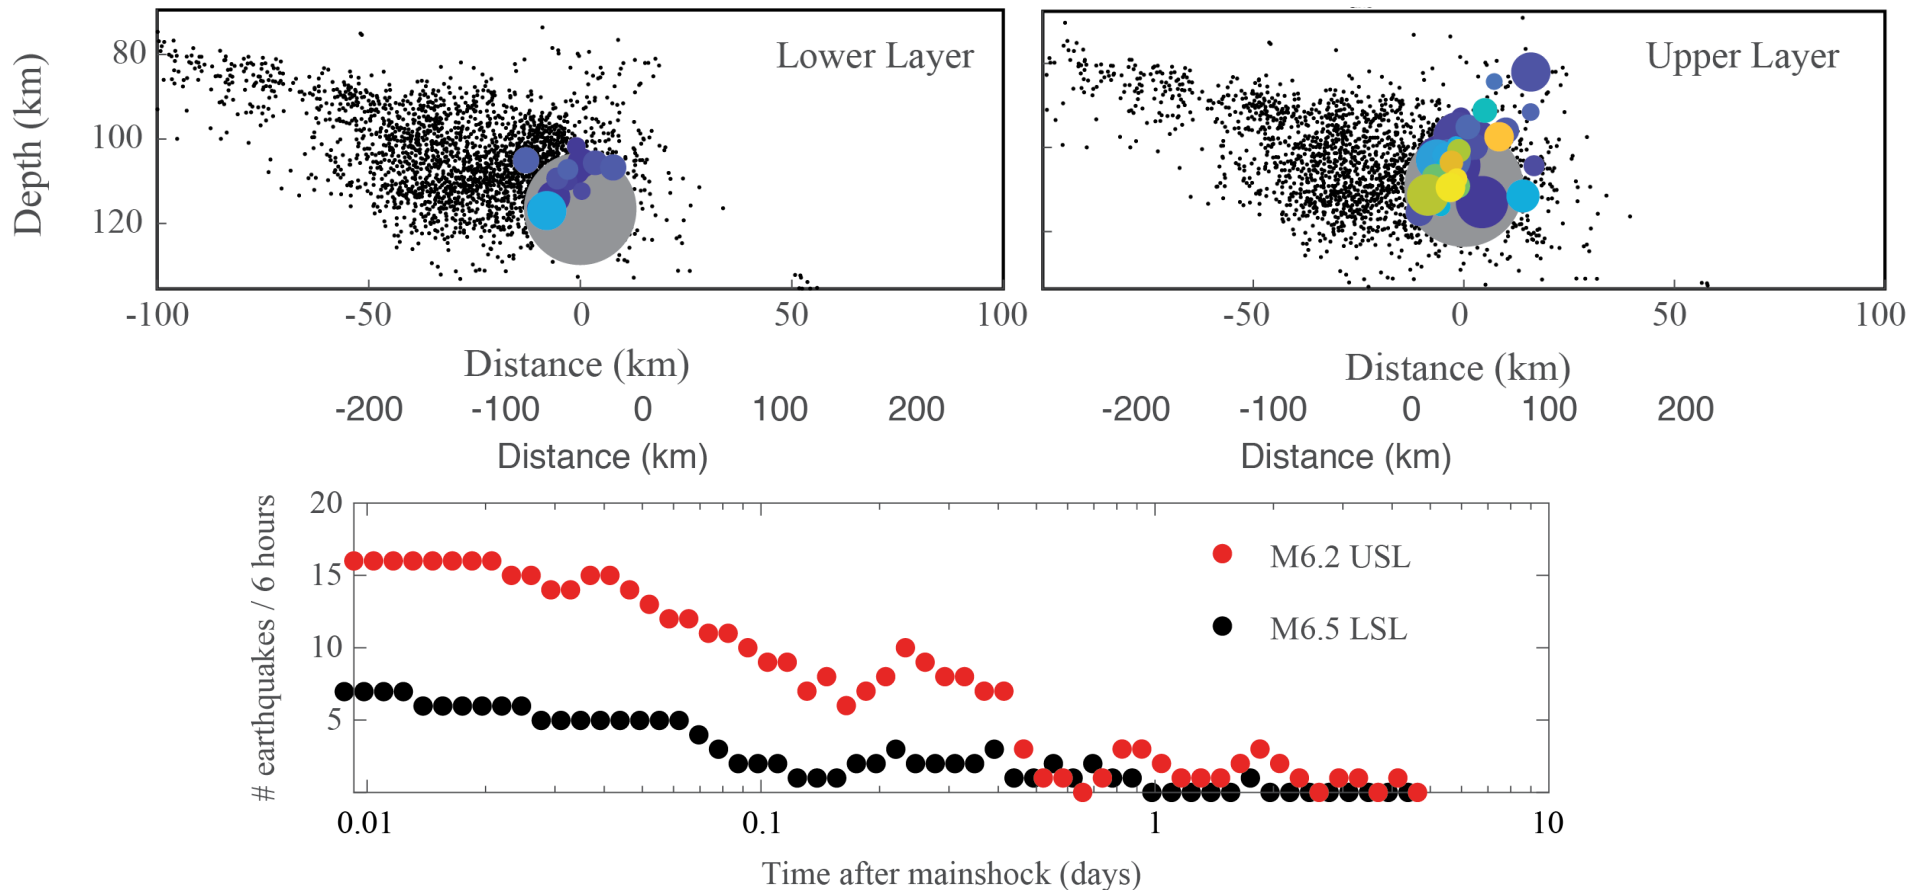 Lower Layer
Upper Layer
Depth (km)
80
100
120
-100 -50 0 50 100
-50 0 50 100
Distance (km)
Distance (km)
-200 -100 0 100 200
-200 -100 0 100 200
Distance (km)
Distance (km)
# earthquakes / 6 hours
20
15
10
5
M6.2 USL
M6.5 LSL
0.01 0.1 1 10
Time after mainshock (days)